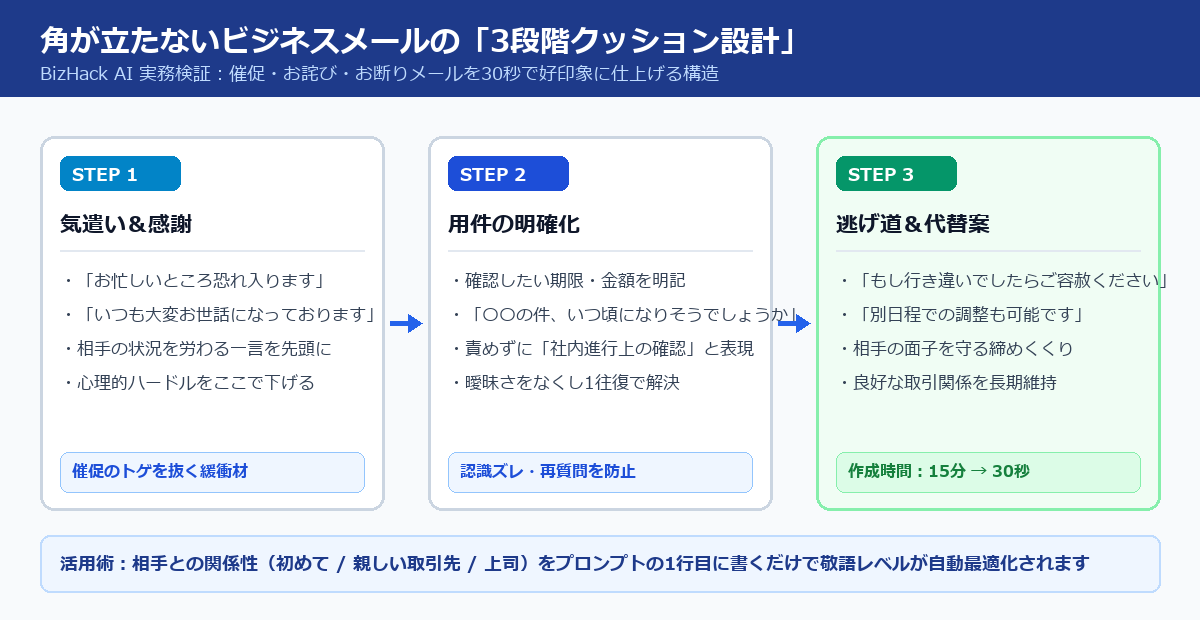 角が立たないビジネスメールの「3段階クッション設計」
BizHack AI 実務検証：催促・お詫び・お断りメールを30秒で好印象に仕上げる構造
STEP 1
気遣い＆感謝
・「お忙しいところ恐れ入ります」
・「いつも大変お世話になっております」
・相手の状況を労わる一言を先頭に
・心理的ハードルをここで下げる
催促のトゲを抜く緩衝材
STEP 2
用件の明確化
・確認したい期限・金額を明記
・「〇〇の件、いつ頃になりそうでしょうか」
・責めずに「社内進行上の確認」と表現
・曖昧さをなくし1往復で解決
認識ズレ・再質問を防止
STEP 3
逃げ道＆代替案
・「もし行き違いでしたらご容赦ください」
・「別日程での調整も可能です」
・相手の面子を守る締めくくり
・良好な取引関係を長期維持
作成時間：15分 → 30秒
活用術：相手との関係性（初めて / 親しい取引先 / 上司）をプロンプトの1行目に書くだけで敬語レベルが自動最適化されます